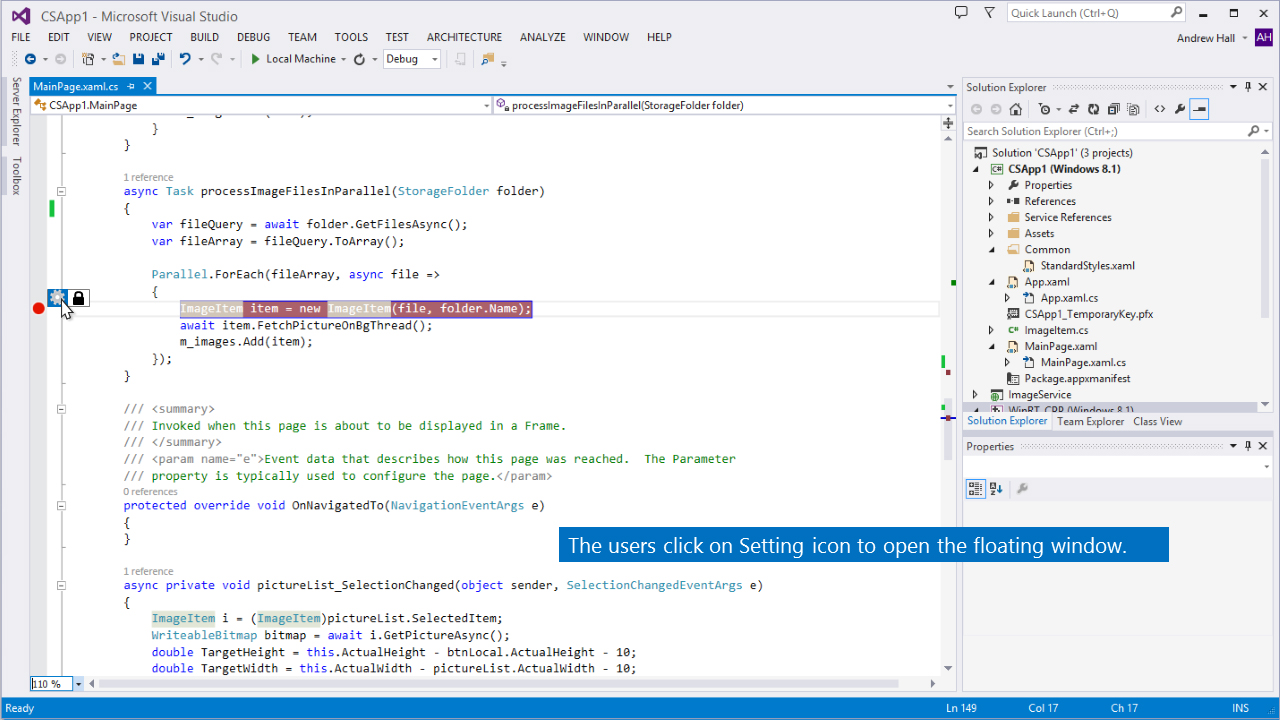 CSApp1 - Microsoft Visual Studio
Quick Launch (Ctrl+Q)
FILE EDIT VIEW PROJECT BUILD DEBUG TEAM TOOLS TEST ARCHITECTURE ANALYZE WINDOW HELP
Andrew Hall AH
Local Machine Debug
Server Explorer
Toolbox
MainPage.xaml.cs
CSApp1.MainPage
processImageFilesInParallel(StorageFolder folder)
}
}
1 reference
async Task processImageFilesInParallel(StorageFolder folder)
{
var fileQuery = await folder.GetFilesAsync();
var fileArray = fileQuery.ToArray();
Parallel.ForEach(fileArray, async file =>
{
ImageItem item = new ImageItem(file, folder.Name);
await item.FetchPictureOnBgThread();
m_images.Add(item);
});
}
/// <summary>
/// Invoked when this page is about to be displayed in a Frame.
/// </summary>
/// <param name="e">Event data that describes how this page was reached.  The Parameter
/// property is typically used to configure the page.</param>
0 references
protected override void OnNavigatedTo(NavigationEventArgs e)
{
}
The users click on Setting icon to open the floating window.
1 reference
async private void pictureList_SelectionChanged(object sender, SelectionChangedEventArgs e)
{
ImageItem i = (ImageItem)pictureList.SelectedItem;
WriteableBitmap bitmap = await i.GetPictureAsync();
double TargetHeight = this.ActualHeight - btnLocal.ActualHeight - 10;
double TargetWidth = this.ActualWidth - pictureList.ActualWidth - 10;
110 %
Solution Explorer
Search Solution Explorer (Ctrl+;)
Solution 'CSApp1' (3 projects)
C# CSApp1 (Windows 8.1)
Properties
References
Service References
Assets
Common
StandardStyles.xaml
App.xaml
App.xaml.cs
CSApp1_TemporaryKey.pfx
C# ImageItem.cs
MainPage.xaml
MainPage.xaml.cs
Package.appxmanifest
ImageService
WinRT_CPP (Windows 8.1)
Solution Explorer Team Explorer Class View
Properties
Ready Ln 149 Col 17 Ch 17 INS